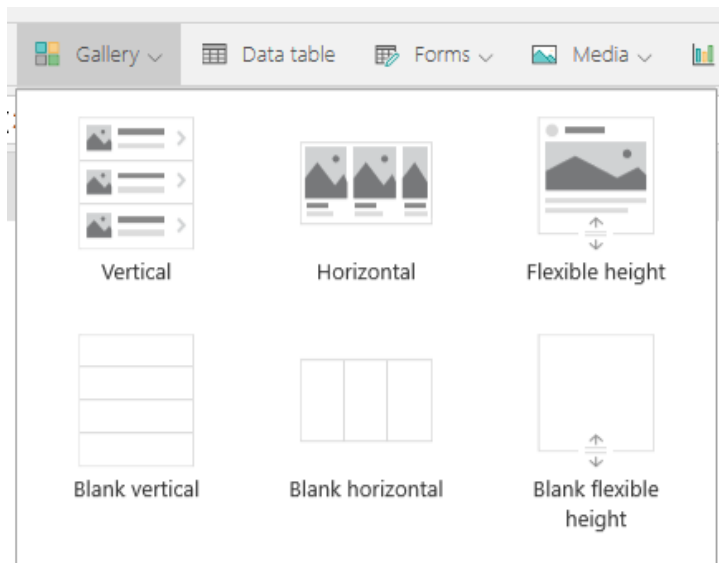 Gallery Data table Forms Media
Vertical Horizontal Flexible height
Blank vertical Blank horizontal Blank flexible
height